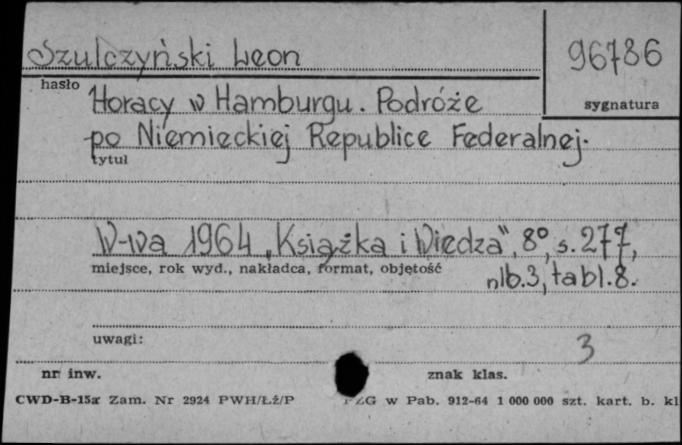 Szulczyński Leon
96786
hasło
sygnatura
Horacy w Hamburgu. Podróże
po Niemieckiej Republice Federalnej.
tytuł
W-wa 1964 „Książka i Wiedza", 8°, s. 277,
miejsce, rok wyd., nakładca, format, objętość
nlb.3, tabl.8.
uwagi:
3
nr inw.
znak klas.
CWD-B-15a Zam. Nr 2924 PWH/Łż/P
w Pab. 912-64 1 000 000 szt. kart. b. kl